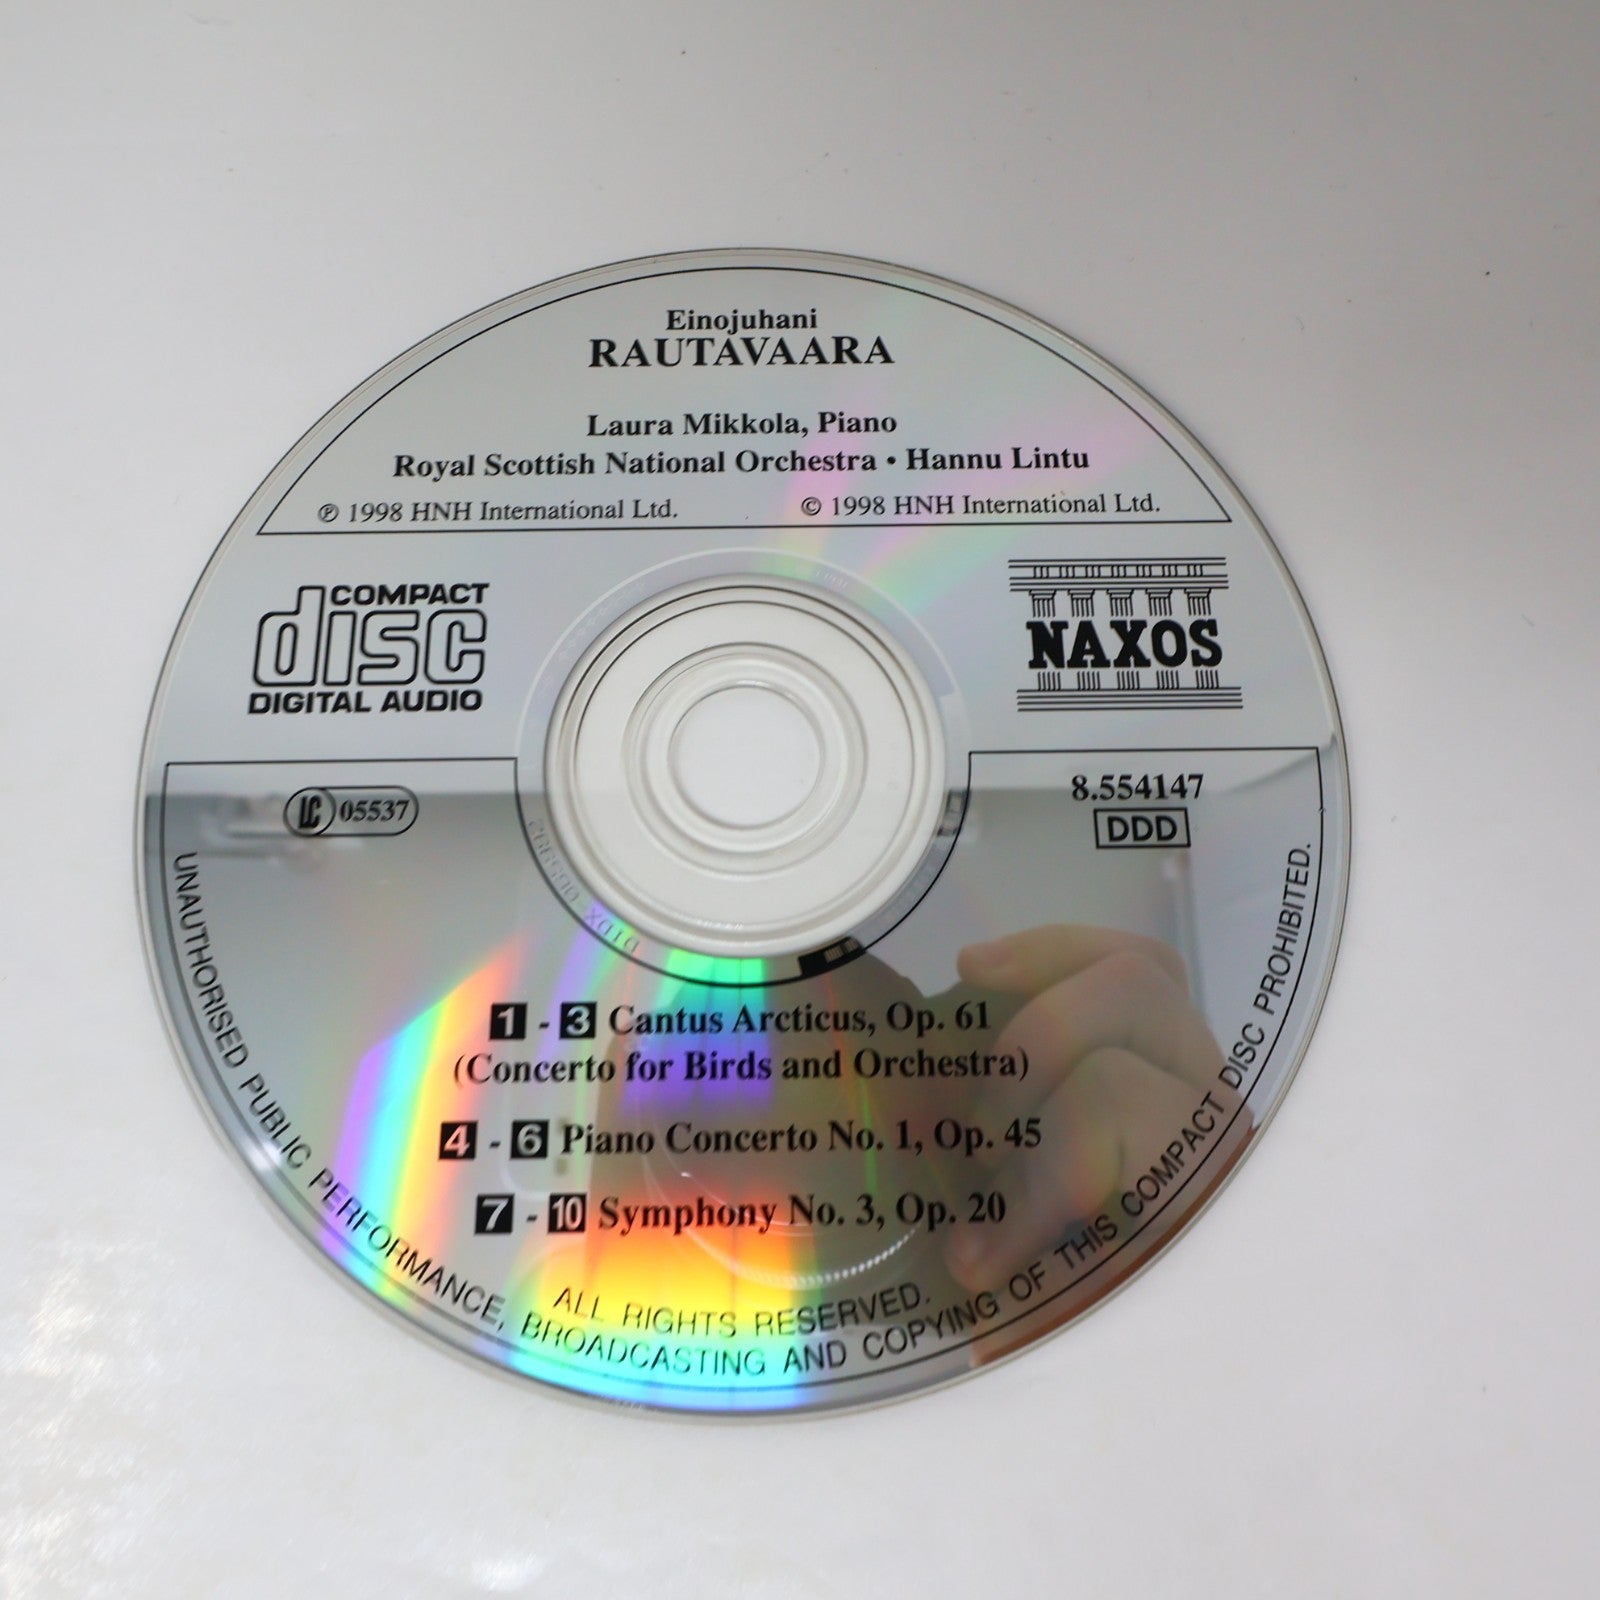 Einojuhani
RAUTAVAARA
Laura Mikkola, Piano
Royal Scottish National Orchestra • Hannu Lintu
℗ 1998 HNH International Ltd.
© 1998 HNH International Ltd.
COMPACT
disc
DIGITAL AUDIO
NAXOS
LC 05537
8.554147
DDD
1 - 3 Cantus Arcticus, Op. 61
(Concerto for Birds and Orchestra)
4 - 6 Piano Concerto No. 1, Op. 45
7 - 10 Symphony No. 3, Op. 20
ALL RIGHTS RESERVED.
UNAUTHORISED PUBLIC PERFORMANCE, BROADCASTING AND COPYING OF THIS COMPACT DISC PROHIBITED.